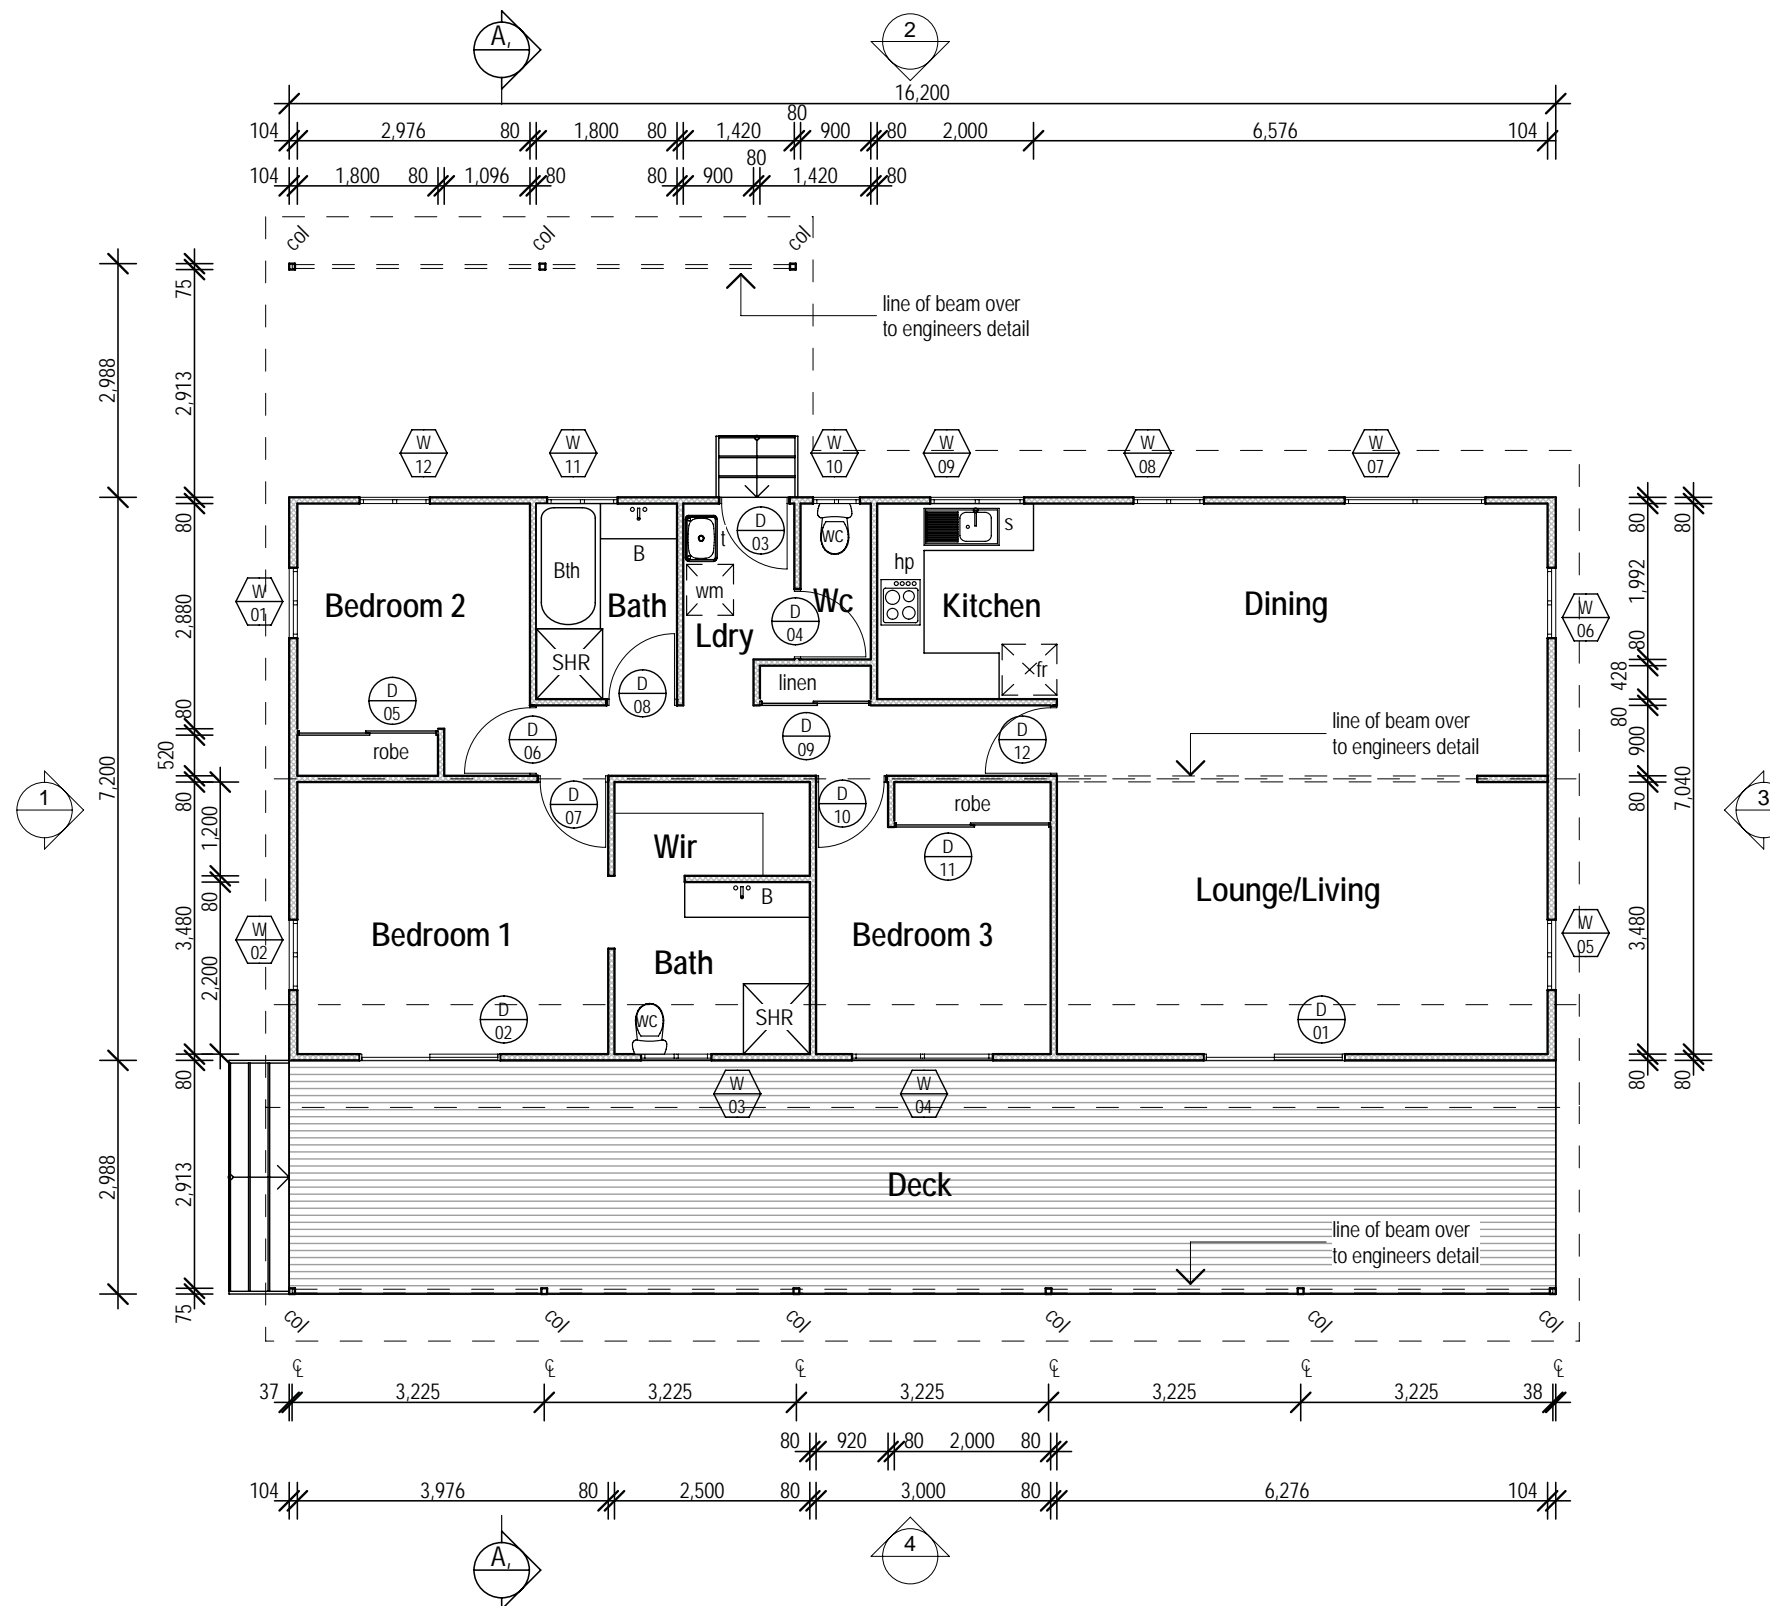 A,
2
16,200
80
104 2,976 80 1,800 80 1,420 900 80 2,000 6,576 104
80
104 1,800 80 1,096 80 80 900 1,420 80
col col col
line of beam over
to engineers detail
75
2,988
2,913
W 12
W 11
W 10
W 09
W 08
W 07
80
2,880
80
520
7,200
80
1,200
80
3,480
2,200
80
2,988
2,913
75
W 01
W 02
Bedroom 2
D 05
robe
Bth
B
Bath
SHR
D 08
D 06
t
wm
Ldry
D 03
D 04
WC
Wc
linen
D 09
hp
s
Kitchen
fr
D 12
Dining
line of beam over
to engineers detail
W 06
W 05
80
1,992
80
428
80
900
80
3,480
80
80
7,040
80
1
3
D 07
Wir
D 10
robe
D 11
Lounge/Living
Bedroom 1
B
Bath
Bedroom 3
D 02
WC
SHR
D 01
W 03
W 04
Deck
line of beam over
to engineers detail
col col col col col col
℄ ℄ ℄ ℄ ℄ ℄
37 3,225 3,225 3,225 3,225 3,225 38
80 920 80 2,000 80
104 3,976 80 2,500 80 3,000 80 6,276 104
A,
4